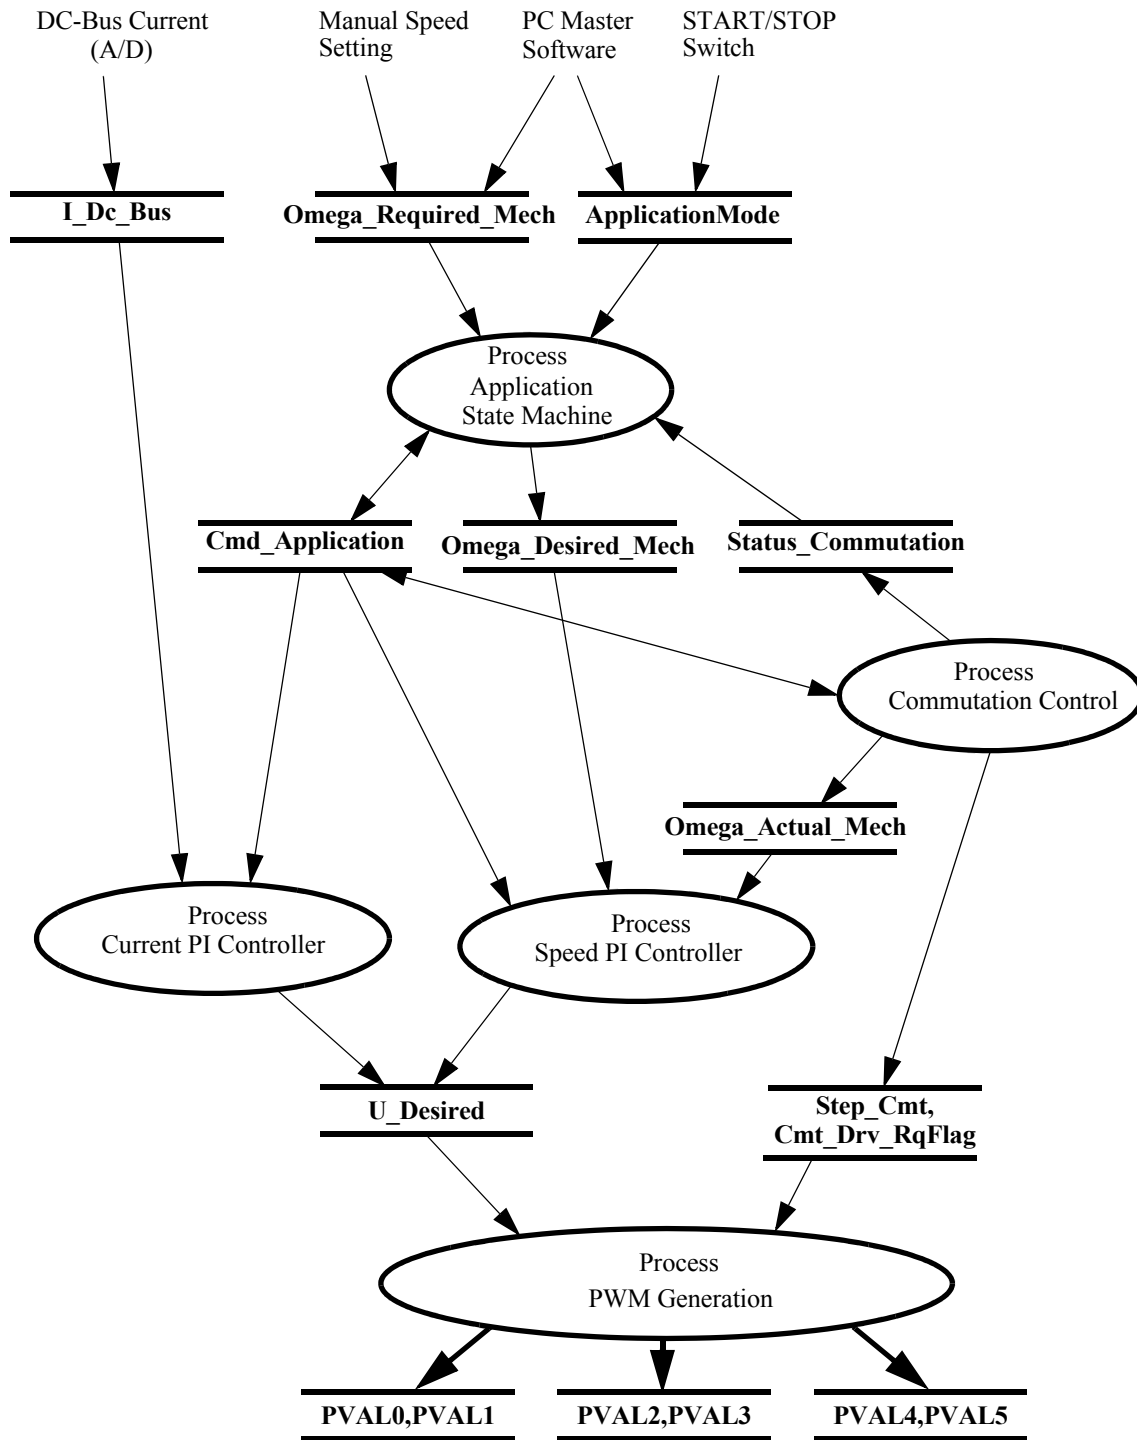 DC-Bus Current
(A/D)
Manual Speed
Setting
PC Master
Software
START/STOP
Switch
I_Dc_Bus
Omega_Required_Mech
ApplicationMode
Process
Application
State Machine
Cmd_Application
Omega_Desired_Mech
Status_Commutation
Process
Commutation Control
Omega_Actual_Mech
Process
Current PI Controller
Process
Speed PI Controller
U_Desired
Step_Cmt,
Cmt_Drv_RqFlag
Process
PWM Generation
PVAL0,PVAL1
PVAL2,PVAL3
PVAL4,PVAL5